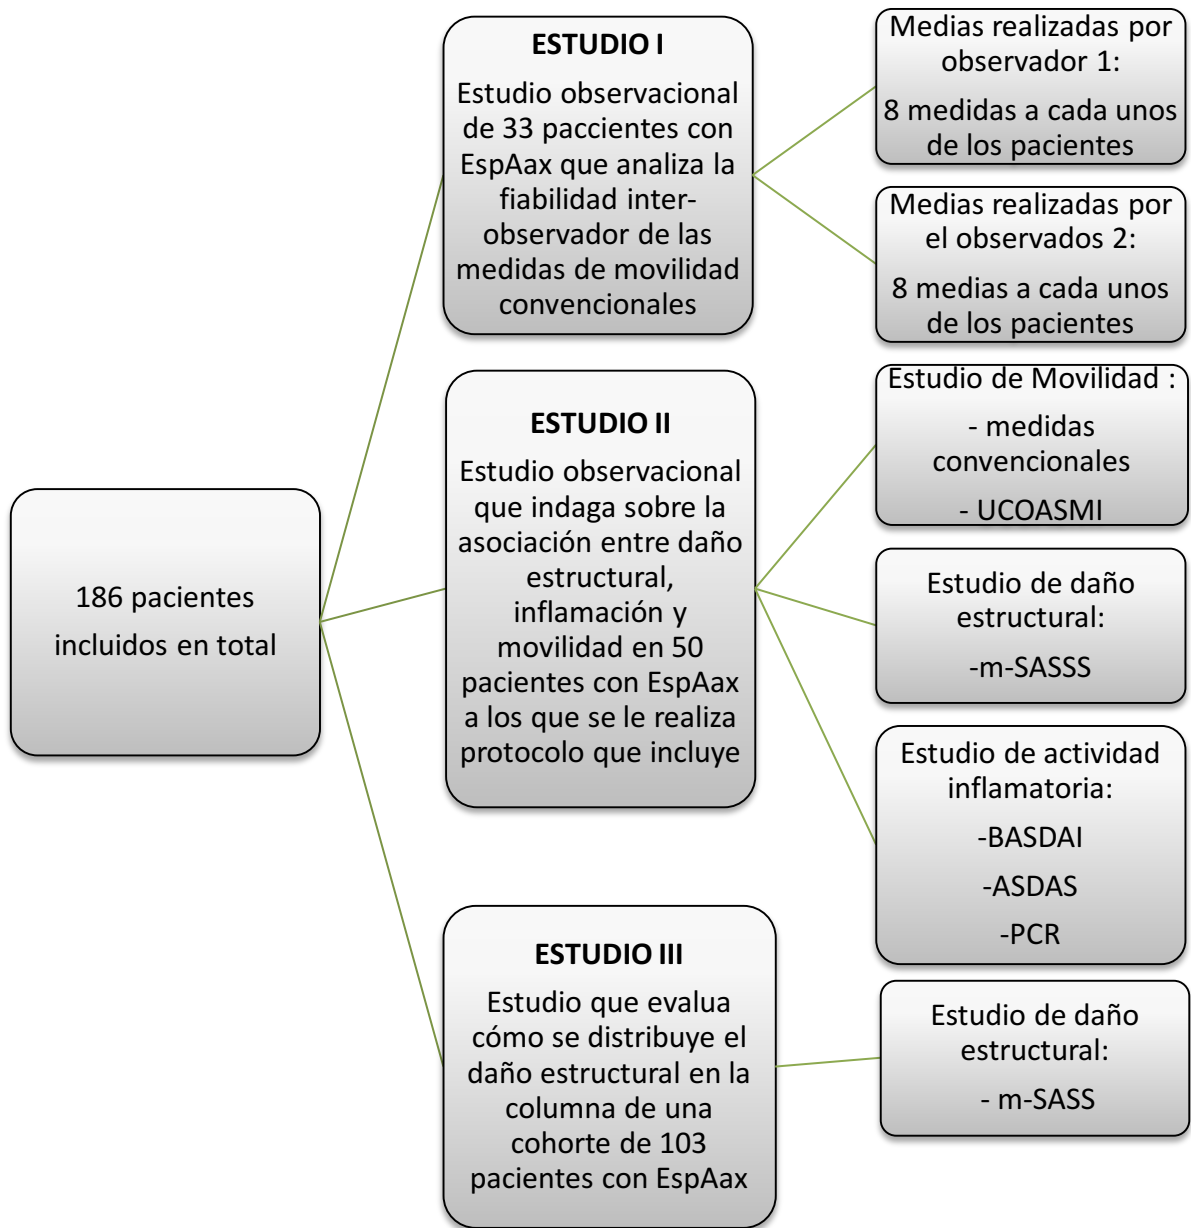 186 pacientes
incluidos en total
ESTUDIO I
Estudio observacional
de 33 paccientes con
EspAax que analiza la
fiabilidad inter-
observador de las
medidas de movilidad
convencionales
Medias realizadas por
observador 1:
8 medidas a cada unos
de los pacientes
Medias realizadas por
el observados 2:
8 medias a cada unos
de los pacientes
ESTUDIO II
Estudio observacional
que indaga sobre la
asociación entre daño
estructural,
inflamación y
movilidad en 50
pacientes con EspAax
a los que se le realiza
protocolo que incluye
Estudio de Movilidad :
- medidas
convencionales
- UCOASMI
Estudio de daño
estructural:
-m-SASSS
Estudio de actividad
inflamatoria:
-BASDAI
-ASDAS
-PCR
ESTUDIO III
Estudio que evalua
cómo se distribuye el
daño estructural en la
columna de una
cohorte de 103
pacientes con EspAax
Estudio de daño
estructural:
- m-SASS